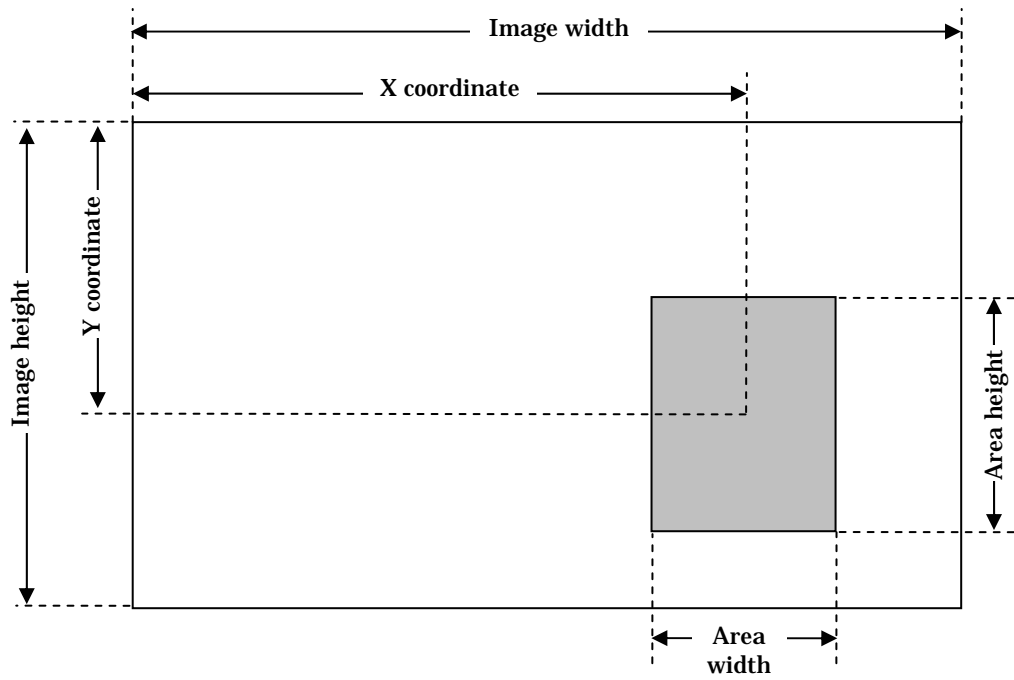 Image width
X coordinate
Y coordinate
Image height
Area height
Area
width